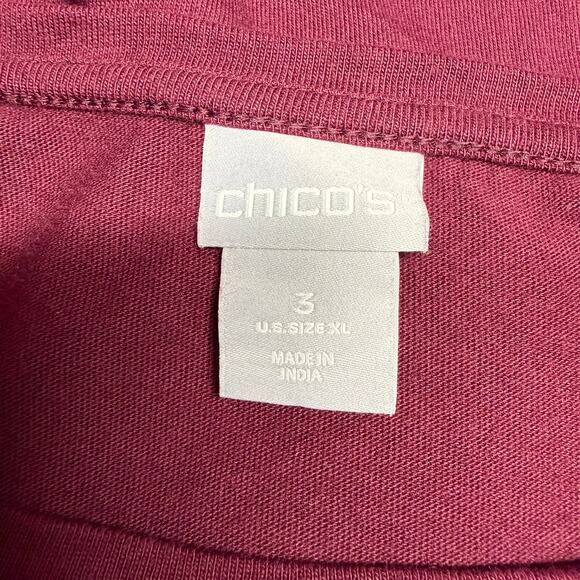 chico's
3
U.S. SIZE XL
MADE IN
INDIA